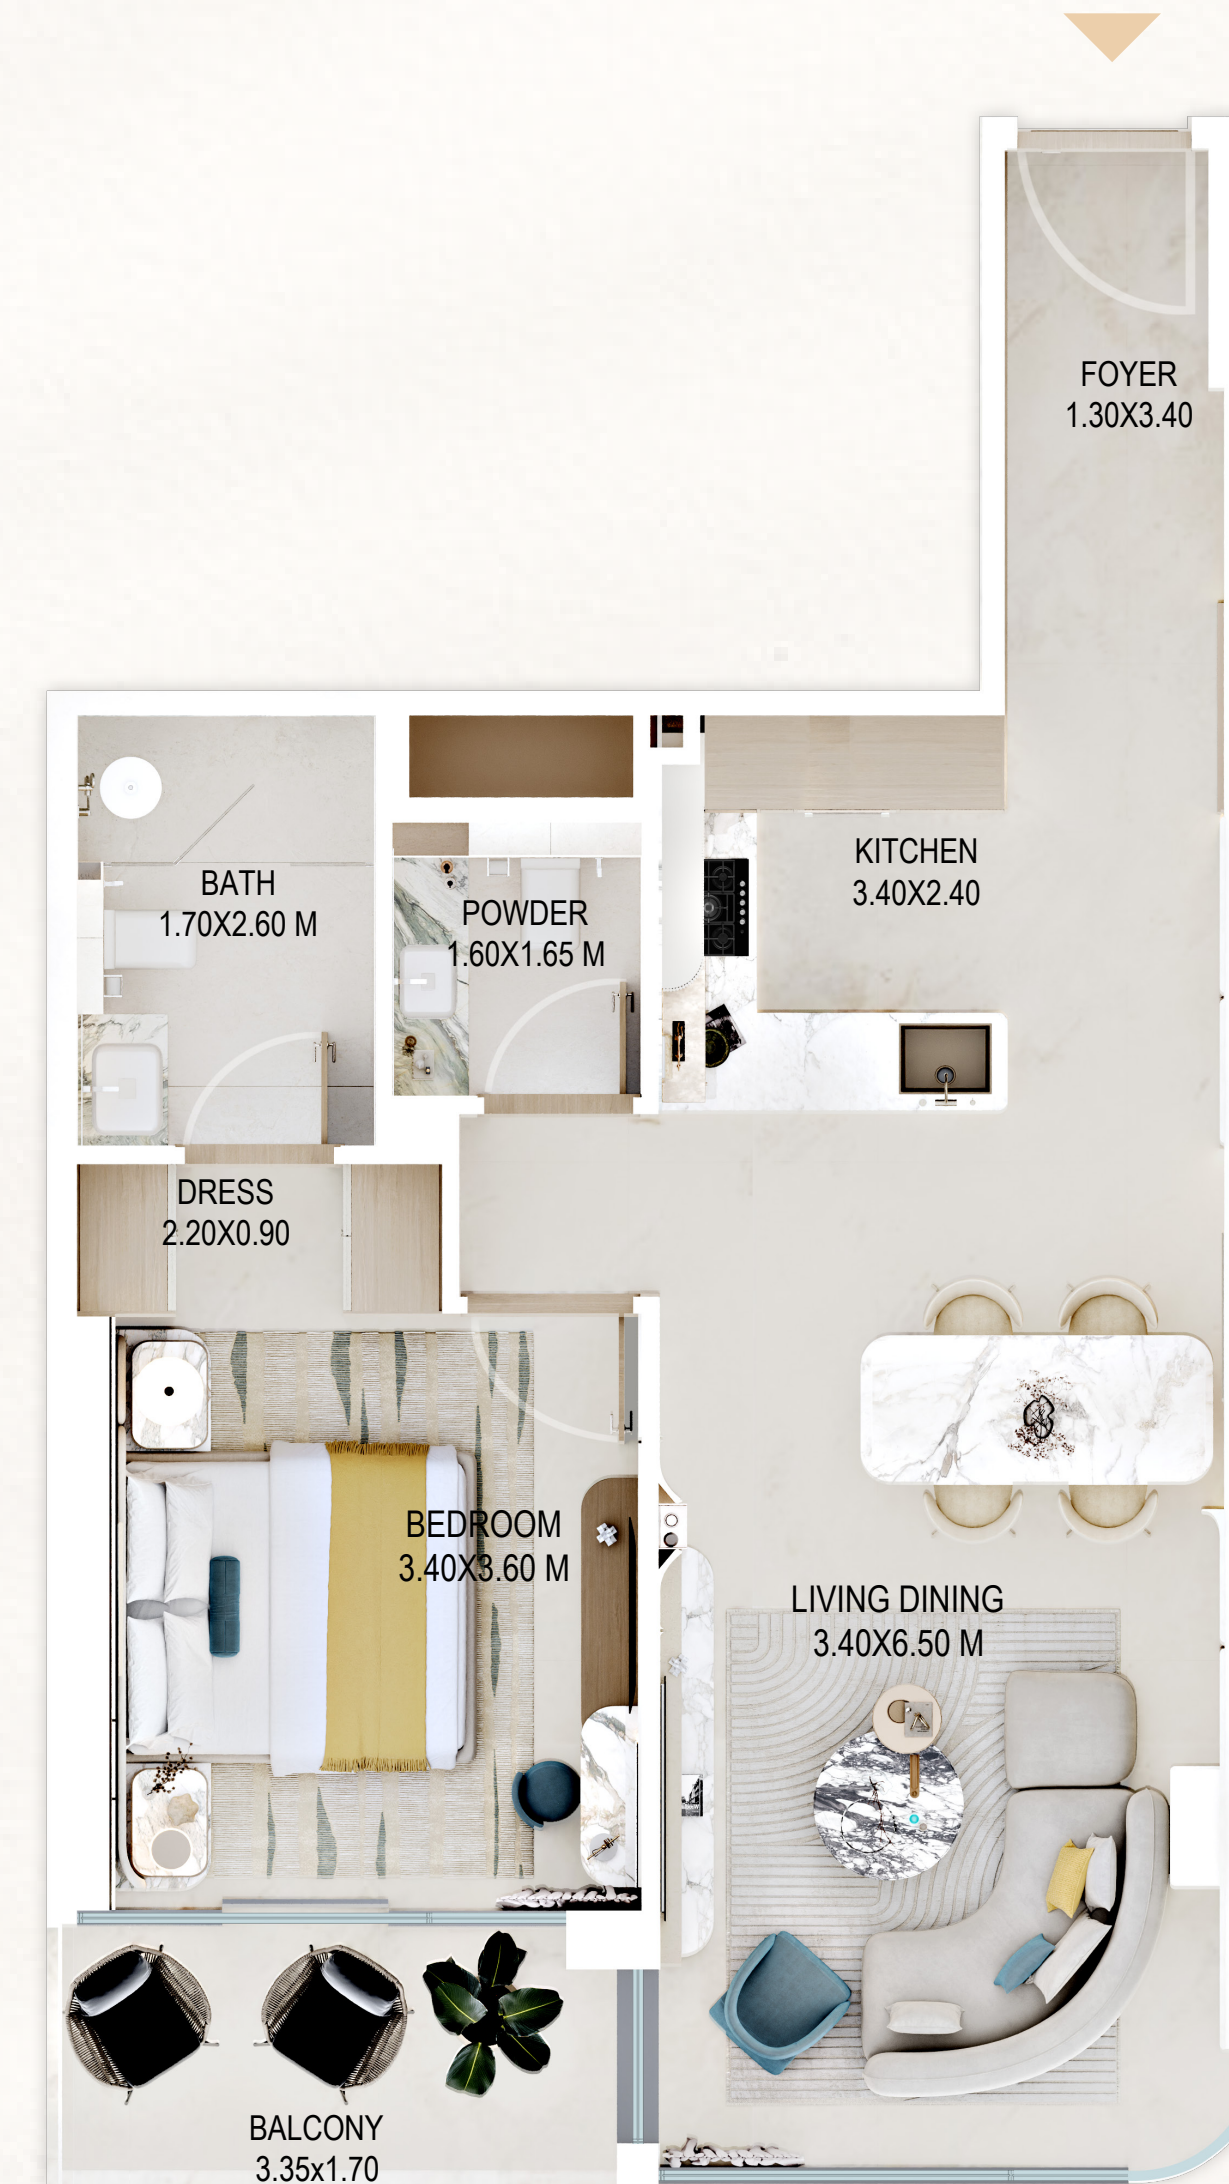 FOYER
1.30X3.40
KITCHEN
3.40X2.40
BATH
1.70X2.60 M
POWDER
1.60X1.65 M
DRESS
2.20X0.90
BEDROOM
3.40X3.60 M
LIVING DINING
3.40X6.50 M
BALCONY
3.35x1.70